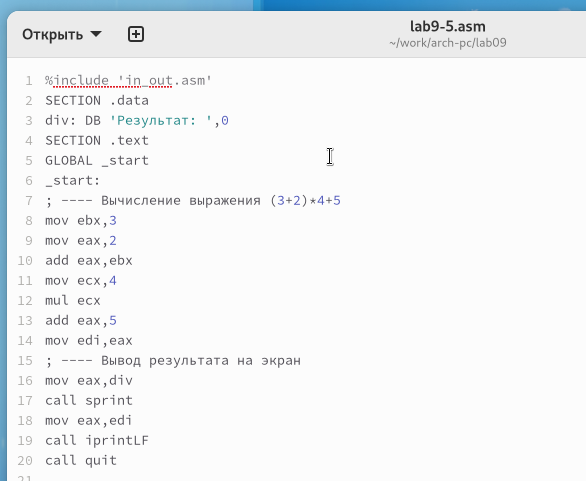 Открыть
lab9-5.asm
~/work/arch-pc/lab09
1 %include 'in_out.asm'
2 SECTION .data
3 div: DB 'Результат: ',0
4 SECTION .text
5 GLOBAL _start
6 _start:
7 ; ---- Вычисление выражения (3+2)*4+5
8 mov ebx,3
9 mov eax,2
10 add eax,ebx
11 mov ecx,4
12 mul ecx
13 add eax,5
14 mov edi,eax
15 ; ---- Вывод результата на экран
16 mov eax,div
17 call sprint
18 mov eax,edi
19 call iprintLF
20 call quit
21